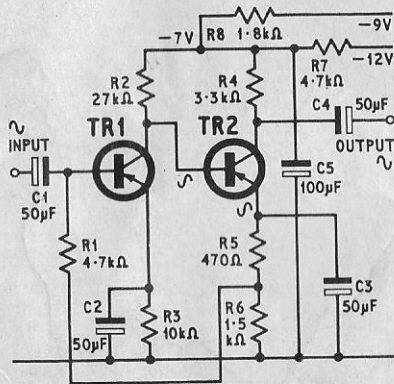 -9V
-7V
R8 1·8kΩ
-12V
R7
4·7kΩ
R2
27kΩ
R4
3·3kΩ
C4
50µF
TR1
TR2
∿
INPUT
OUTPUT
∿
C1
50µF
C5
100µF
R1
4·7kΩ
R5
470Ω
C2
50µF
R3
10kΩ
R6
1·5
kΩ
C3
50µF